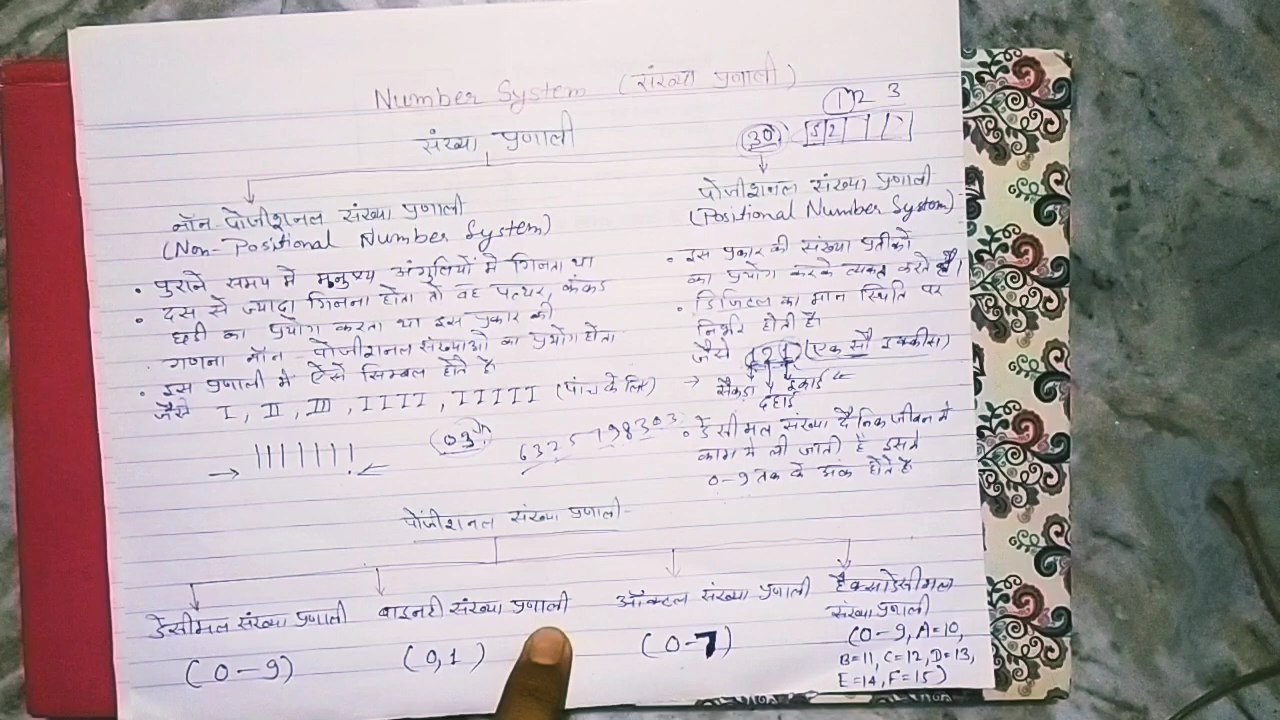 Number System (संख्या प्रणाली)
संख्या प्रणाली
30
1 2 3
नॉन-पोजीशनल संख्या प्रणाली
(Non-Positional Number System)
• पुराने समय में मनुष्य अंगुलियों में गिनता था
• दस से ज्यादा गिनना होता तो वह पत्थर, कंकड
छडी का प्रयोग करता था इस प्रकार की
गणना नॉन-पोजीशनल संख्याओं का प्रयोग होता
• इस प्रणाली में ऐसे सिम्बल होते है
जैसे I, II, III, IIII, IIIII (पांच के लिए)
पोजीशनल संख्या प्रणाली
(Positional Number System)
• इस प्रकार की संख्या प्रतीकों
का प्रयोग करके व्यक्त करते है।
• डिजिटल का मान स्थिति पर
निर्भर होती है।
जैसे 121 (एक सौ इक्कीस)
सैकडा दहाई इकाई
• डेसीमल संख्या दैनिक जीवन में
काम में ली जाती है इसमें
0-9 तक के अंक होते है
03
पोजीशनल संख्या प्रणाली-
डेसीमल संख्या प्रणाली
(0-9)
बाइनरी संख्या प्रणाली
(0,1)
ऑक्टल संख्या प्रणाली
(0-7)
हैक्साडेसीमल
संख्या प्रणाली
(0-9, A=10,
B=11, C=12, D=13,
E=14, F=15)